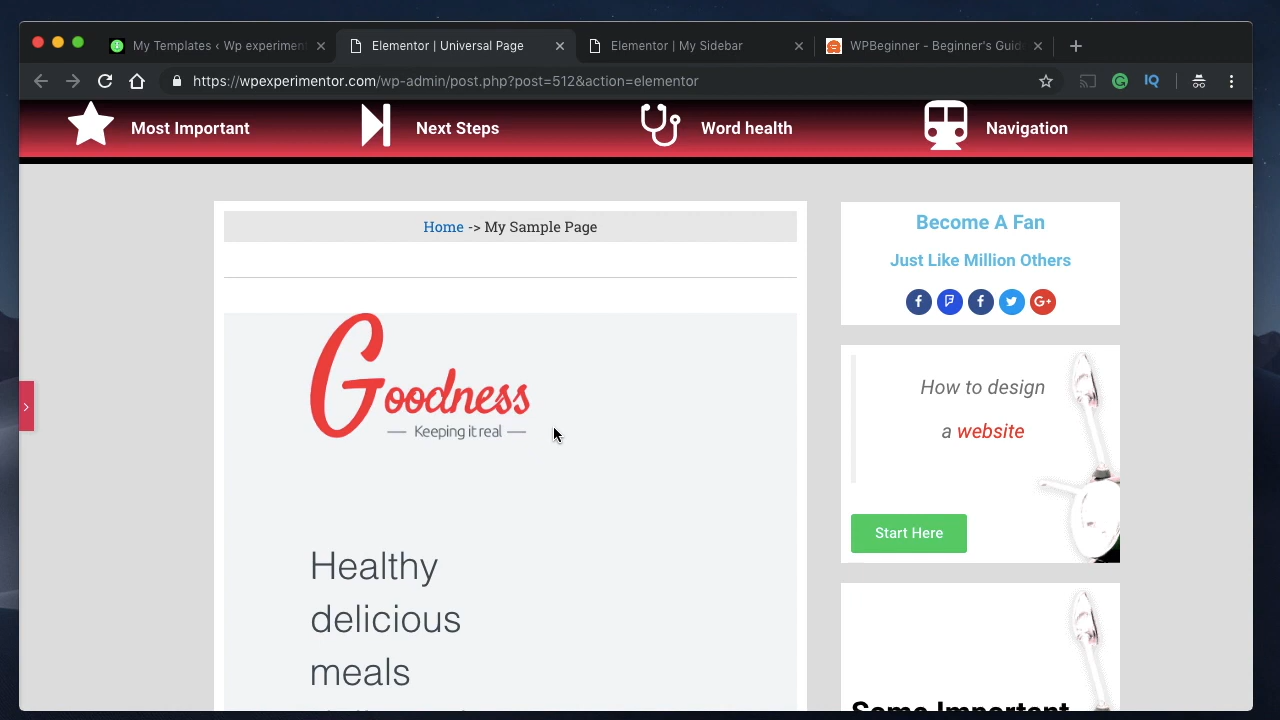 My Templates ‹ Wp experiment
Elementor | Universal Page
Elementor | My Sidebar
WPBeginner - Beginner's Guid
https://wpexperimentor.com/wp-admin/post.php?post=512&action=elementor
Most Important
Next Steps
Word health
Navigation
Home -> My Sample Page
Goodness
Keeping it real
Healthy
delicious
meals
Become A Fan
Just Like Million Others
How to design
a website
Start Here
Some Important